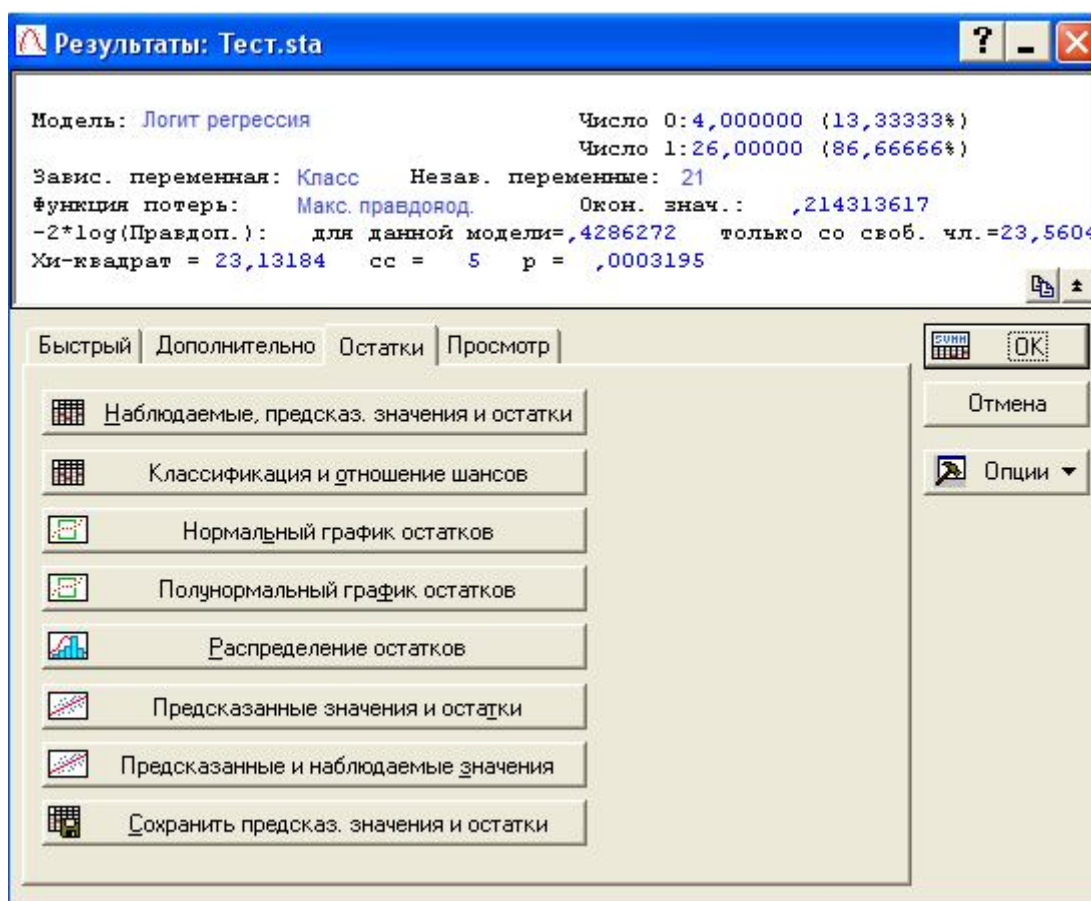 Результаты: Тест.sta
Модель: Логит регрессия Число 0:4,000000 (13,33333%)
Число 1:26,00000 (86,66666%)
Завис. переменная: Класс Незав. переменные: 21
Функция потерь: Макс. правдопод. Окон. знач.: ,214313617
-2*log(Правдоп.): для данной модели=,4286272 только со своб. чл.=23,5604
Хи-квадрат = 23,13184 сс = 5 p = ,0003195
Быстрый Дополнительно Остатки Просмотр
OK
Отмена
Опции
Наблюдаемые, предсказ. значения и остатки
Классификация и отношение шансов
Нормальный график остатков
Полунормальный график остатков
Распределение остатков
Предсказанные значения и остатки
Предсказанные и наблюдаемые значения
Сохранить предсказ. значения и остатки